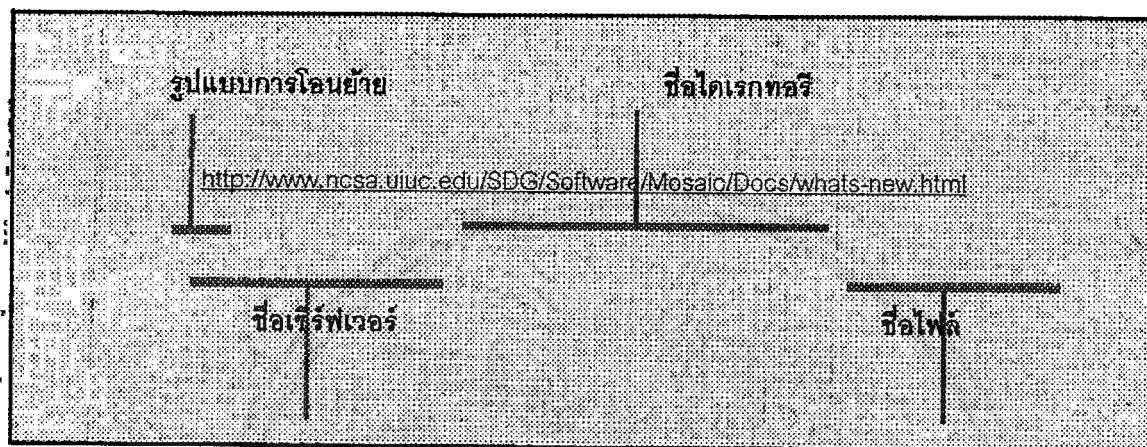 รูปแบบการโอนย้าย ชื่อไดเรกทอรี
http://www.ncsa.uiuc.edu/SDG/Software/Mosaic/Docs/whats-new.html
ชื่อเซิร์ฟเวอร์ ชื่อไฟล์